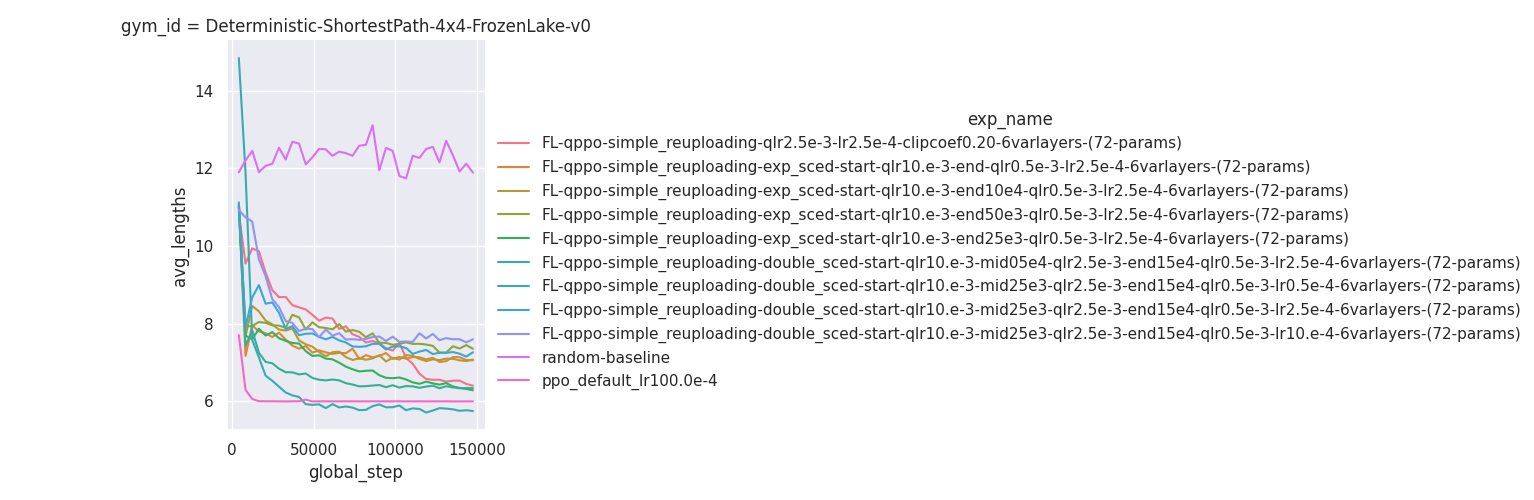 gym_id = Deterministic-ShortestPath-4x4-FrozenLake-v0
14
12
10
8
6
avg_lengths
0
50000
100000
150000
global_step
exp_name
FL-qppo-simple_reuploading-qlr2.5e-3-lr2.5e-4-clipcoef0.20-6varlayers-(72-params)
FL-qppo-simple_reuploading-exp_sced-start-qlr10.e-3-end-qlr0.5e-3-lr2.5e-4-6varlayers-(72-params)
FL-qppo-simple_reuploading-exp_sced-start-qlr10.e-3-end10e4-qlr0.5e-3-lr2.5e-4-6varlayers-(72-params)
FL-qppo-simple_reuploading-exp_sced-start-qlr10.e-3-end50e3-qlr0.5e-3-lr2.5e-4-6varlayers-(72-params)
FL-qppo-simple_reuploading-exp_sced-start-qlr10.e-3-end25e3-qlr0.5e-3-lr2.5e-4-6varlayers-(72-params)
FL-qppo-simple_reuploading-double_sced-start-qlr10.e-3-mid05e4-qlr2.5e-3-end15e4-qlr0.5e-3-lr2.5e-4-6varlayers-(72-params)
FL-qppo-simple_reuploading-double_sced-start-qlr10.e-3-mid25e3-qlr2.5e-3-end15e4-qlr0.5e-3-lr0.5e-4-6varlayers-(72-params)
FL-qppo-simple_reuploading-double_sced-start-qlr10.e-3-mid25e3-qlr2.5e-3-end15e4-qlr0.5e-3-lr2.5e-4-6varlayers-(72-params)
FL-qppo-simple_reuploading-double_sced-start-qlr10.e-3-mid25e3-qlr2.5e-3-end15e4-qlr0.5e-3-lr10.e-4-6varlayers-(72-params)
random-baseline
ppo_default_lr100.0e-4